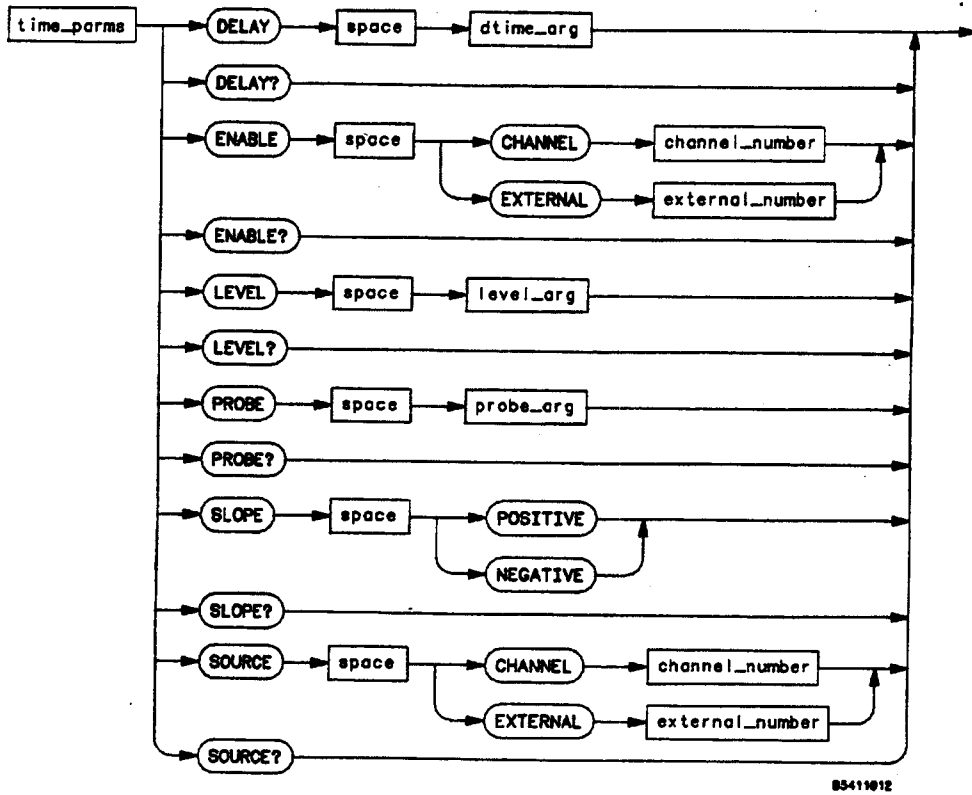 time_parms DELAY space dtime_arg
DELAY?
ENABLE space CHANNEL channel_number
EXTERNAL external_number
ENABLE?
LEVEL space level_arg
LEVEL?
PROBE space probe_arg
PROBE?
SLOPE space POSITIVE
NEGATIVE
SLOPE?
SOURCE space CHANNEL channel_number
EXTERNAL external_number
SOURCE?